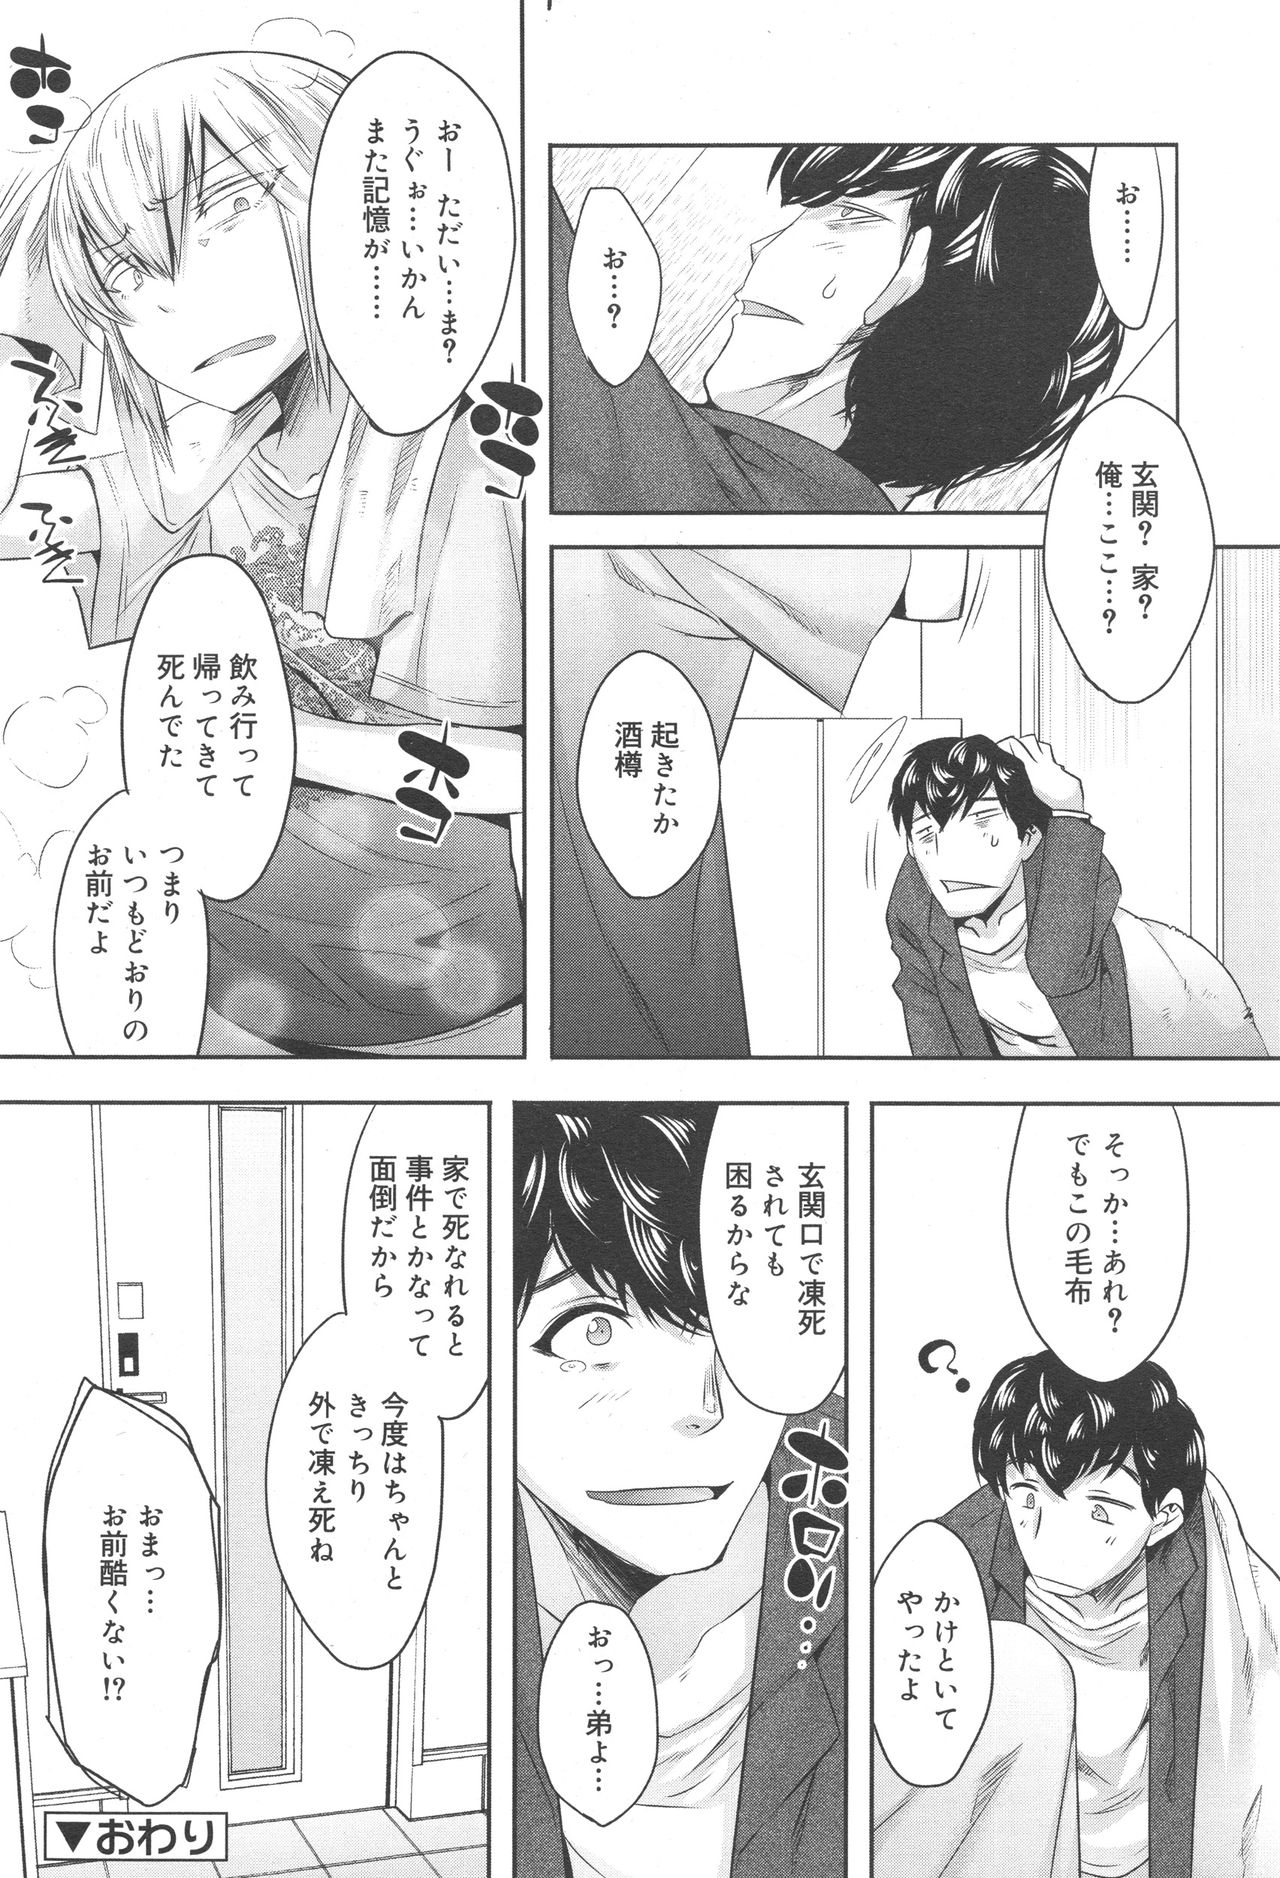 お……
お…？
玄関？ 家？
俺…ここ…？
起きたか
酒樽
ホコ
おー ただい…ま？
うぐぉ…いかん
また記憶が……
ホコ
ふきふき
ふきふき
ホコ
飲み行って
帰ってきて
死んでた
つまり
いつもどおりの
お前だよ
そっか…あれ？
でもこの毛布
?.
かけといて
やったよ
玄関口で凍死
されても
困るからな
ホロリ…
おっ…弟よ…
家で死なれると
事件とかなって
面倒だから
今度はちゃんと
きっちり
外で凍え死ね
おまっ…
お前酷くない!?
▼おわり